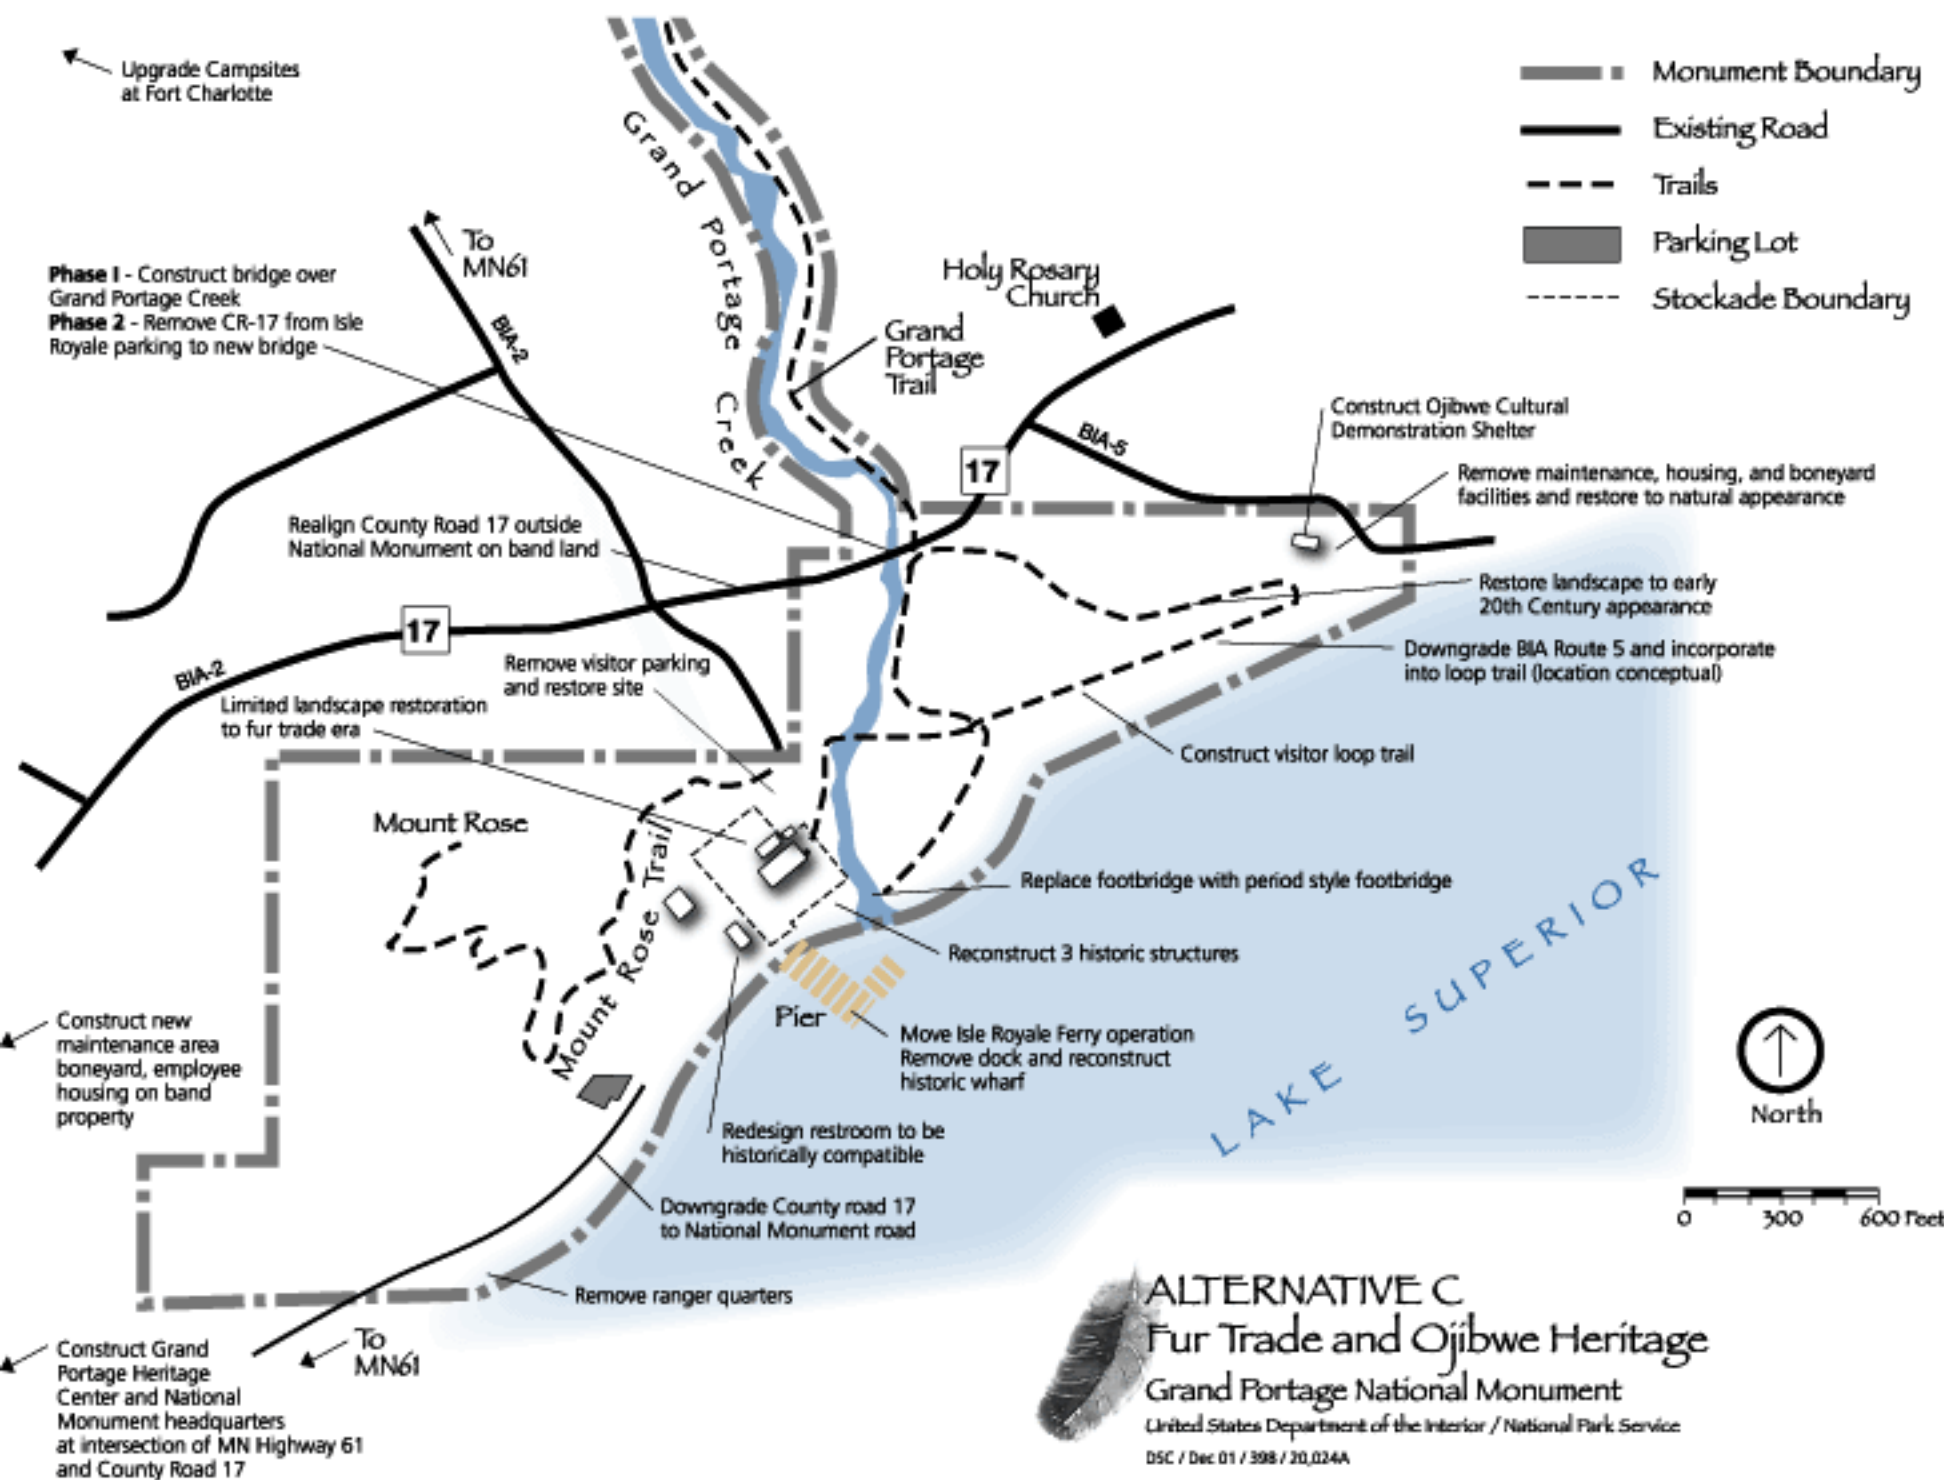 Upgrade Campsites
at Fort Charlotte
Monument Boundary
Existing Road
Trails
Parking Lot
Stockade Boundary
Grand Portage Creek
To
MN61
Phase I - Construct bridge over
Grand Portage Creek
Phase 2 - Remove CR-17 from Isle
Royale parking to new bridge
BIA-2
Holy Rosary
Church
Grand
Portage
Trail
Construct Ojibwe Cultural
Demonstration Shelter
BIA-5
17
Remove maintenance, housing, and boneyard
facilities and restore to natural appearance
Realign County Road 17 outside
National Monument on band land
Restore landscape to early
20th Century appearance
17
Downgrade BIA Route 5 and incorporate
into loop trail (location conceptual)
BIA-2
Remove visitor parking
and restore site
Limited landscape restoration
to fur trade era
Construct visitor loop trail
Mount Rose
Mount Rose Trail
Replace footbridge with period style footbridge
Reconstruct 3 historic structures
LAKE SUPERIOR
Pier
Move Isle Royale Ferry operation
Remove dock and reconstruct
historic wharf
Construct new
maintenance area
boneyard, employee
housing on band
property
North
Redesign restroom to be
historically compatible
Downgrade County road 17
to National Monument road
0 300 600 Feet
Remove ranger quarters
To
MN61
Construct Grand
Portage Heritage
Center and National
Monument headquarters
at intersection of MN Highway 61
and County Road 17
ALTERNATIVE C
Fur Trade and Ojibwe Heritage
Grand Portage National Monument
United States Department of the Interior / National Park Service
DSC / Dec 01 / 398 / 20,024A